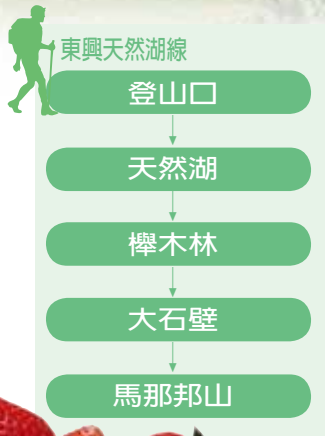 東興天然湖線
登山口
天然湖
櫸木林
大石壁
馬那邦山